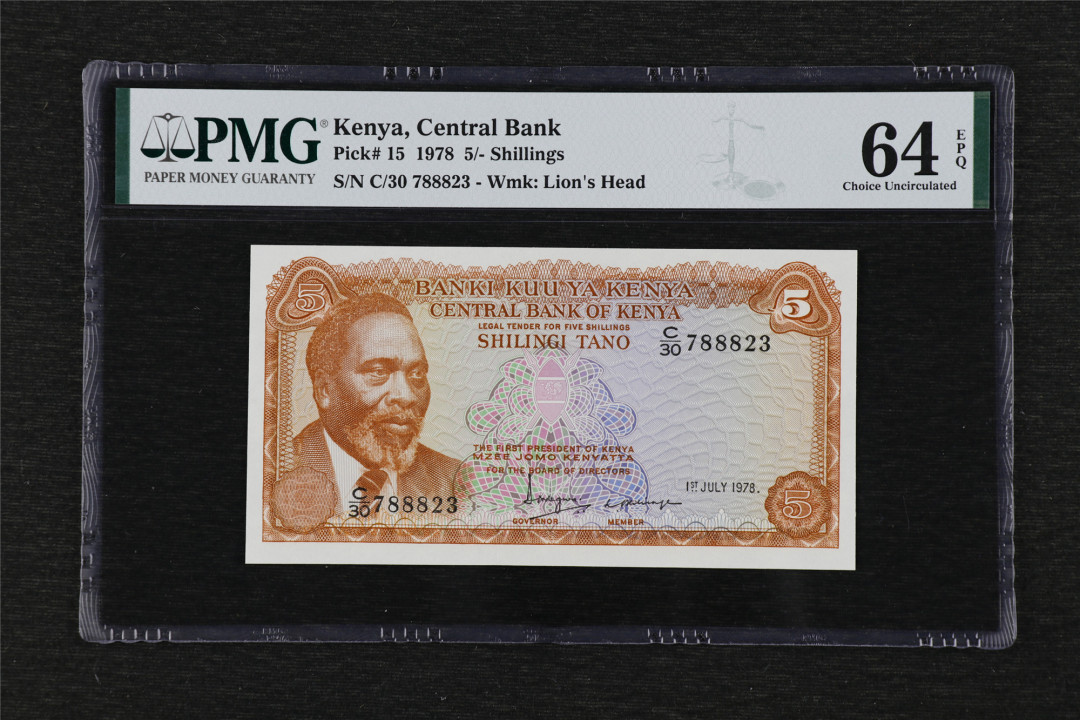 PMG®
PAPER MONEY GUARANTY
Kenya, Central Bank
Pick# 15 1978 5/- Shillings
S/N C/30 788823 - Wmk: Lion's Head
64
EPQ
Choice Uncirculated
5
BANKI KUU YA KENYA
5
CENTRAL BANK OF KENYA
LEGAL TENDER FOR FIVE SHILLINGS
SHILINGI TANO
C/30 788823
THE FIRST PRESIDENT OF KENYA
MZEE JOMO KENYATTA
FOR THE BOARD OF DIRECTORS
1ST JULY 1978.
C/30 788823
GOVERNOR MEMBER
5